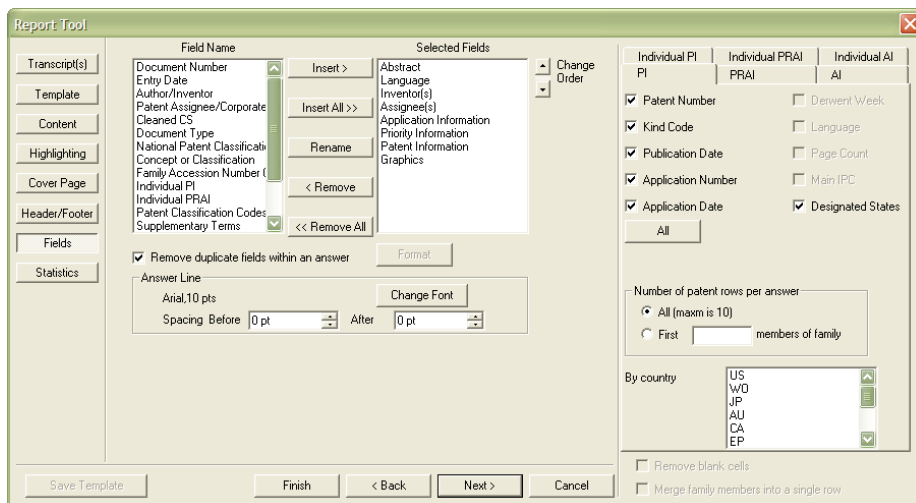 Report Tool
Transcript(s)
Template
Content
Highlighting
Cover Page
Header/Footer
Fields
Statistics
Field Name
Document Number
Entry Date
Author/Inventor
Patent Assignee/Corporate
Cleaned CS
Document Type
National Patent Classificati
Concept or Classification
Family Accession Number (
Individual PI
Individual PRAI
Patent Classification Codes
Supplementary Terms
Insert >
Insert All >>
Rename
< Remove
<< Remove All
Selected Fields
Abstract
Language
Inventor(s)
Assignee(s)
Application Information
Priority Information
Patent Information
Graphics
Change
Order
Remove duplicate fields within an answer
Format
Answer Line
Arial,10 pts
Change Font
Spacing Before 0 pt After 0 pt
Individual PI Individual PRAI Individual AI
PI PRAI AI
Patent Number Derwent Week
Kind Code Language
Publication Date Page Count
Application Number Main IPC
Application Date Designated States
All
Number of patent rows per answer
All (maxm is 10)
First members of family
By country
US
WO
JP
AU
CA
EP
Remove blank cells
Merge family members into a single row
Save Template Finish < Back Next > Cancel